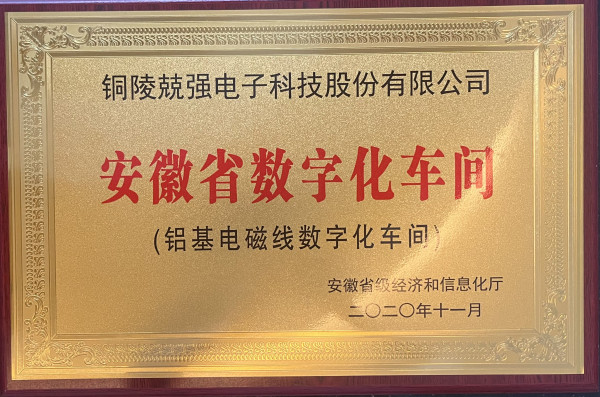 铜陵兢强电子科技股份有限公司
安徽省数字化车间
(铝基电磁线数字化车间)
安徽省级经济和信息化厅
二〇二〇年十一月